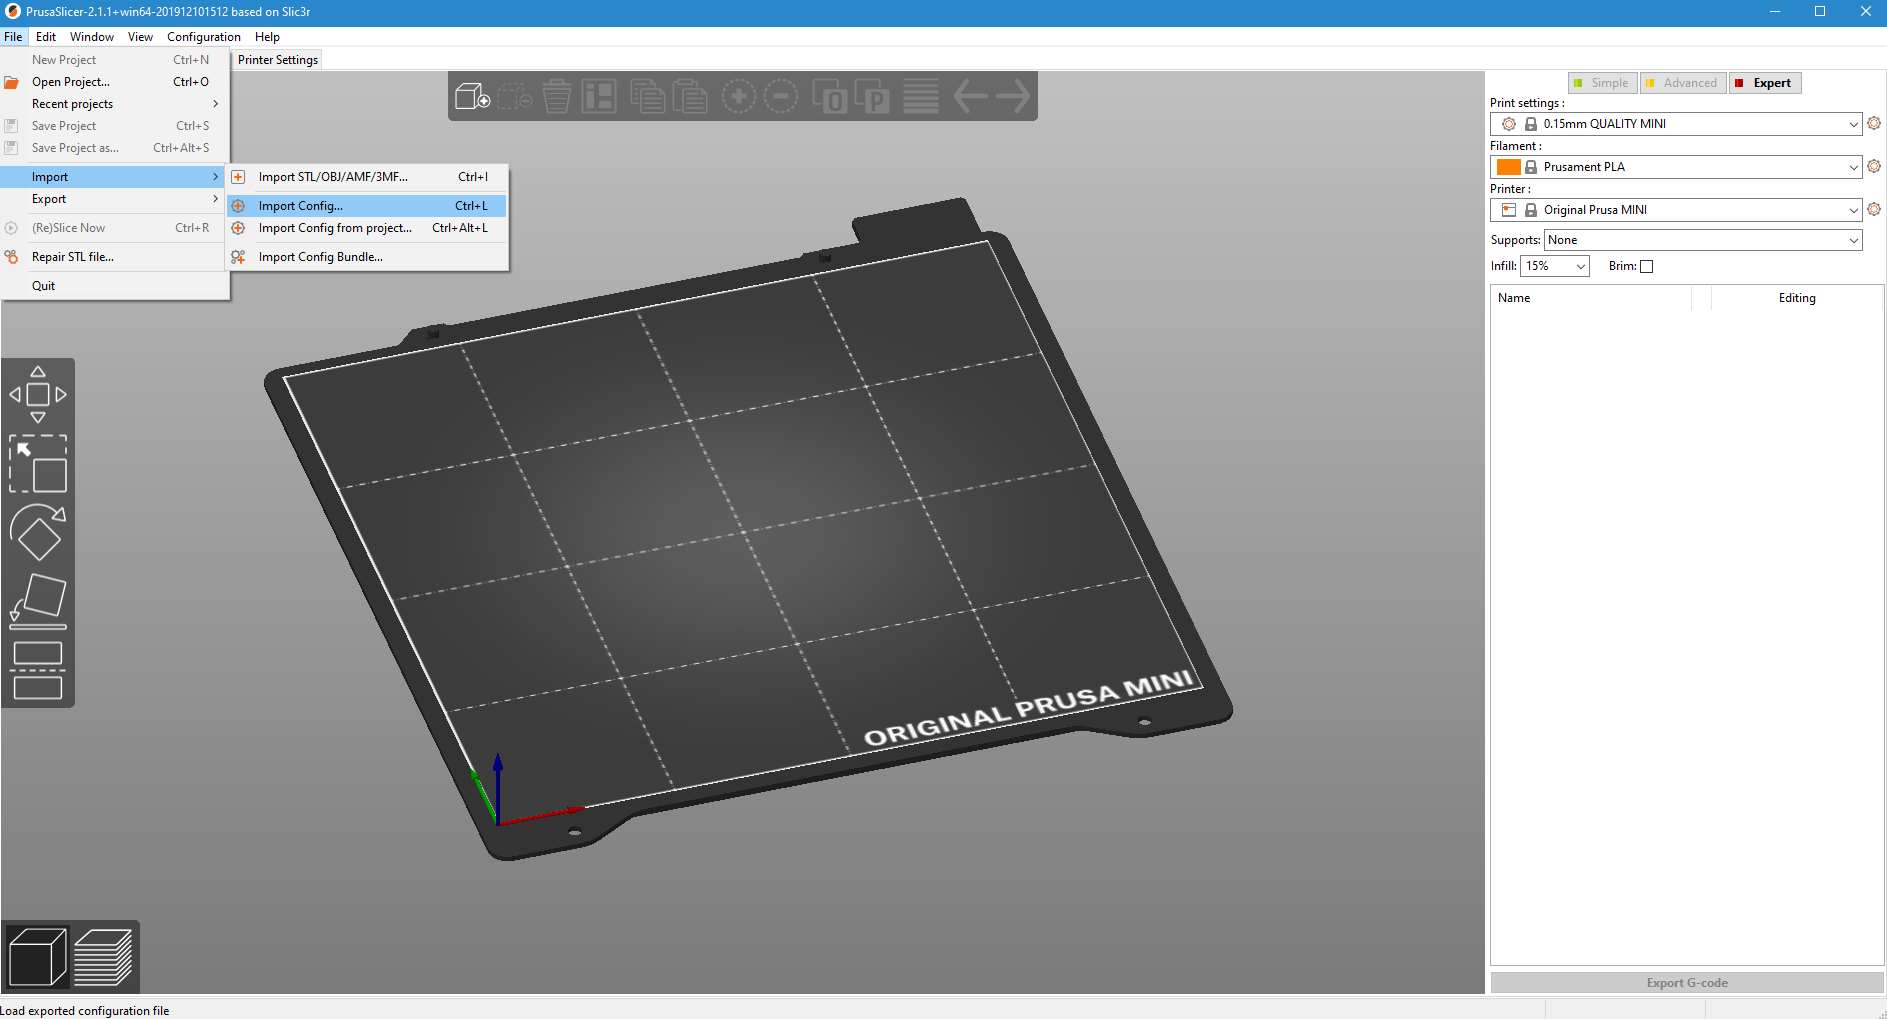 PrusaSlicer-2.1.1+win64-201912101512 based on Slic3r
File Edit Window View Configuration Help
Printer Settings
New Project Ctrl+N
Open Project... Ctrl+O
Recent projects
Save Project Ctrl+S
Save Project as... Ctrl+Alt+S
Import
Export
(Re)Slice Now Ctrl+R
Repair STL file...
Quit
Import STL/OBJ/AMF/3MF... Ctrl+I
Import Config... Ctrl+L
Import Config from project... Ctrl+Alt+L
Import Config Bundle...
O P
Simple Advanced Expert
Print settings :
0.15mm QUALITY MINI
Filament :
Prusament PLA
Printer :
Original Prusa MINI
Supports: None
Infill: 15% Brim:
Name Editing
ORIGINAL PRUSA MINI
Export G-code
Load exported configuration file